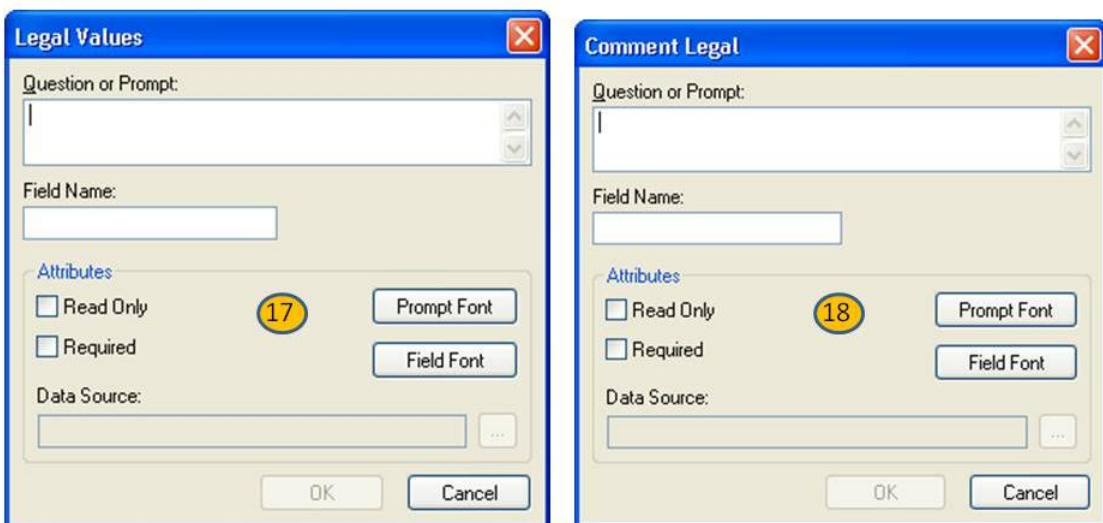 Legal Values
Question or Prompt:
Field Name:
Attributes
Read Only
17
Prompt Font
Required
Field Font
Data Source:
...
OK
Cancel
Comment Legal
Question or Prompt:
Field Name:
Attributes
Read Only
18
Prompt Font
Required
Field Font
Data Source:
...
OK
Cancel